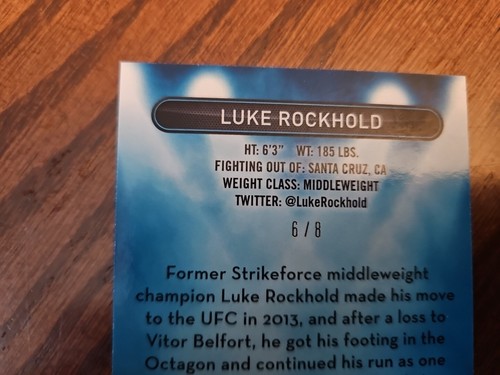 LUKE ROCKHOLD
HT: 6'3" WT: 185 LBS.
FIGHTING OUT OF: SANTA CRUZ, CA
WEIGHT CLASS: MIDDLEWEIGHT
TWITTER: @LukeRockhold
6 / 8
Former Strikeforce middleweight
champion Luke Rockhold made his move
to the UFC in 2013, and after a loss to
Vitor Belfort, he got his footing in the
Octagon and continued his run as one